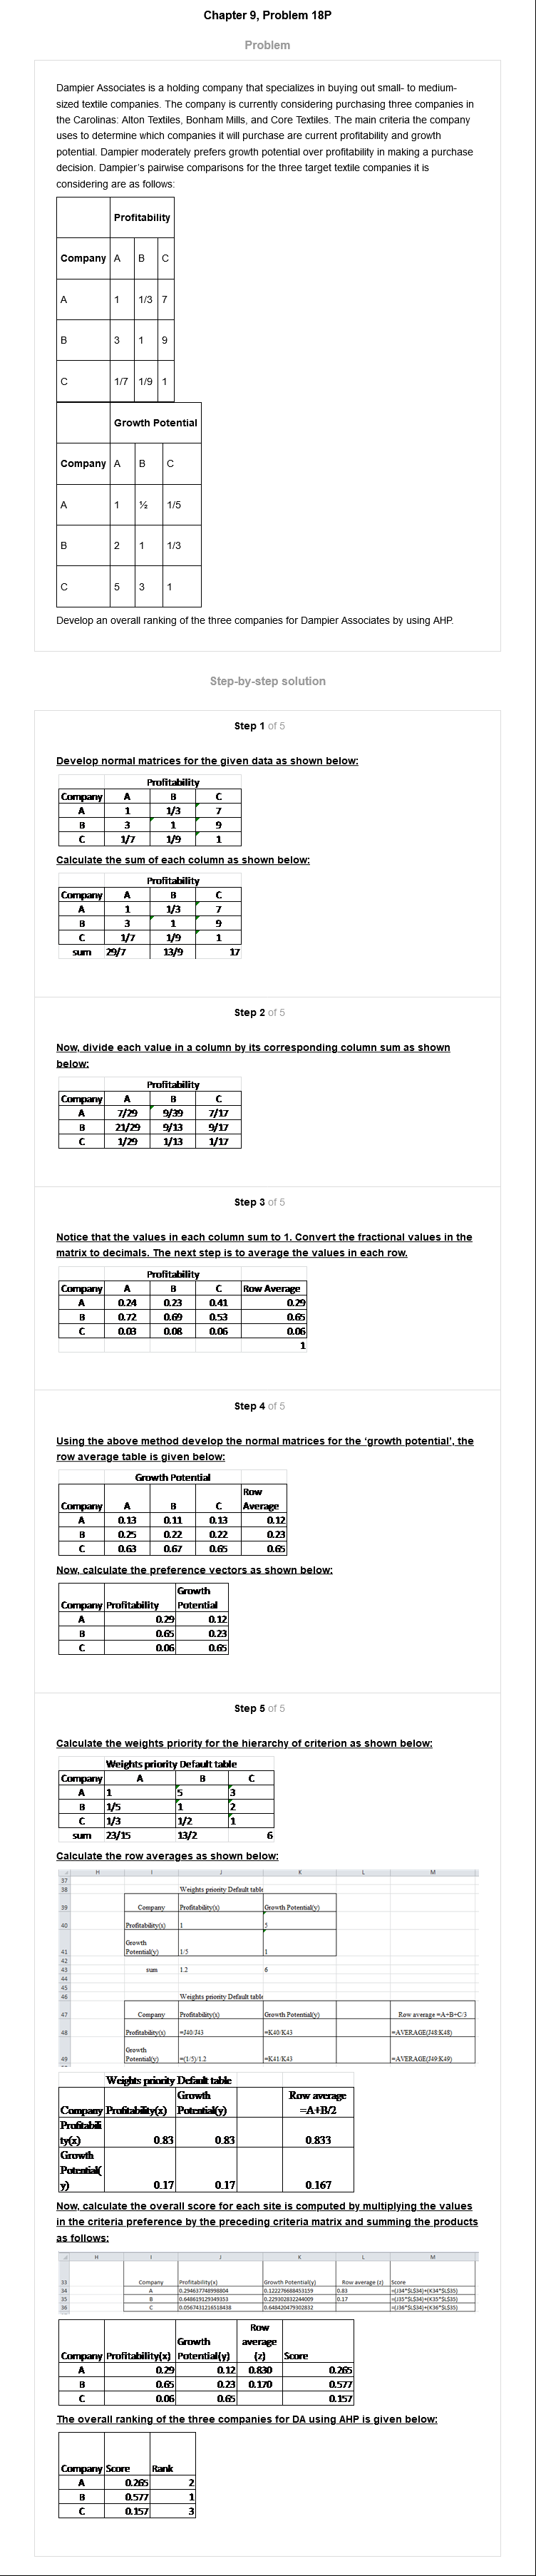 Chapter 9, Problem 18P
Problem
Dampier Associates is a holding company that specializes in buying out small- to medium-
sized textile companies. The company is currently considering purchasing three companies in
the Carolinas: Alton Textiles, Bonham Mills, and Core Textiles. The main criteria the company
uses to determine which companies it will purchase are current profitability and growth
potential. Dampier moderately prefers growth potential over profitability in making a purchase
decision. Dampier's pairwise comparisons for the three target textile companies it is
considering are as follows:
Profitability
Company A B C
A 1 1/3 7
B 3 1 9
C 1/7 1/9 1
Growth Potential
Company A B C
A 1 ½ 1/5
B 2 1 1/3
C 5 3 1
Develop an overall ranking of the three companies for Dampier Associates by using AHP.
Step-by-step solution
Step 1 of 5
Develop normal matrices for the given data as shown below:
Profitability
Company A B C
A 1 1/3 7
B 3 1 9
C 1/7 1/9 1
Calculate the sum of each column as shown below:
Profitability
Company A B C
A 1 1/3 7
B 3 1 9
C 1/7 1/9 1
sum 29/7 13/9 17
Step 2 of 5
Now, divide each value in a column by its corresponding column sum as shown
below:
Profitability
Company A B C
A 7/29 9/39 7/17
B 21/29 9/13 9/17
C 1/29 1/13 1/17
Step 3 of 5
Notice that the values in each column sum to 1. Convert the fractional values in the
matrix to decimals. The next step is to average the values in each row.
Profitability
Company A B C Row Average
A 0.24 0.23 0.41 0.29
B 0.72 0.69 0.53 0.65
C 0.03 0.08 0.06 0.06
1
Step 4 of 5
Using the above method develop the normal matrices for the 'growth potential', the
row average table is given below:
Growth Potential
Row
Company A B C Average
A 0.13 0.11 0.13 0.12
B 0.25 0.22 0.22 0.23
C 0.63 0.67 0.65 0.65
Now, calculate the preference vectors as shown below:
Growth
Company Profitability Potential
A 0.29 0.12
B 0.65 0.23
C 0.06 0.65
Step 5 of 5
Calculate the weights priority for the hierarchy of criterion as shown below:
Weights priority Default table
Company A B C
A 1 5 3
B 1/5 1 2
C 1/3 1/2 1
sum 23/15 13/2 6
Calculate the row averages as shown below:
H I J K L M
37
38 Weights priority Default table
39 Company Profitability(x) Growth Potential(y)
40 Profitability(x) 1 5
Growth
41 Potential(y) 1/5 1
42
43 sum 1.2 6
44
45
46 Weights priority Default table
47 Company Profitability(x) Growth Potential(y) Row average =A+B+C/3
48 Profitability(x) =J40/J43 =K40/K43 =AVERAGE(J48:K48)
Growth
49 Potential(y) =(1/5)/1.2 =K41/K43 =AVERAGE(J49:K49)
Weights priority Default table
Growth Row average
Company Profitability(x) Potential(y) =A+B/2
Profitabili
ty(x) 0.83 0.83 0.833
Growth
Potential(
y) 0.17 0.17 0.167
Now, calculate the overall score for each site is computed by multiplying the values
in the criteria preference by the preceding criteria matrix and summing the products
as follows:
H I J K L M
33 Company Profitability(x) Growth Potential(y) Row average (z) Score
34 A 0.294637748998804 0.122276688453159 0.83 =(J34*$L$34)+(K34*$L$35)
35 B 0.648619129349353 0.229302832244009 0.17 =(J35*$L$34)+(K35*$L$35)
36 C 0.0567431216518438 0.648420479302832 =(J36*$L$34)+(K36*$L$35)
Row
Growth average
Company Profitability(x) Potential(y) (z) Score
A 0.29 0.12 0.830 0.265
B 0.65 0.23 0.170 0.577
C 0.06 0.65 0.157
The overall ranking of the three companies for DA using AHP is given below:
Company Score Rank
A 0.265 2
B 0.577 1
C 0.157 3